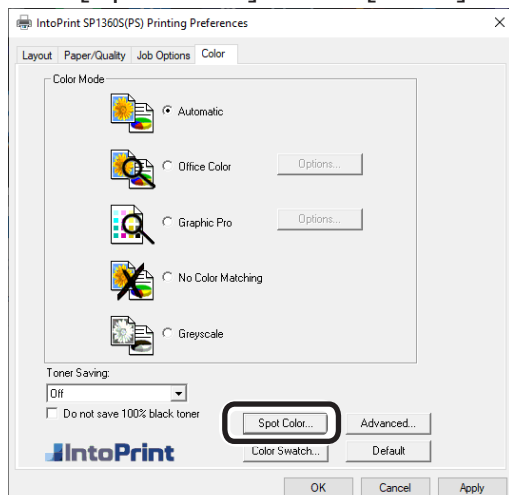 IntoPrint SP1360S(PS) Printing Preferences
Layout Paper/Quality Job Options Color
Color Mode
Automatic
Office Color Options...
Graphic Pro Options...
No Color Matching
Greyscale
Toner Saving:
Off
Do not save 100% black toner
Spot Color... Advanced...
IntoPrint Color Swatch... Default
OK Cancel Apply